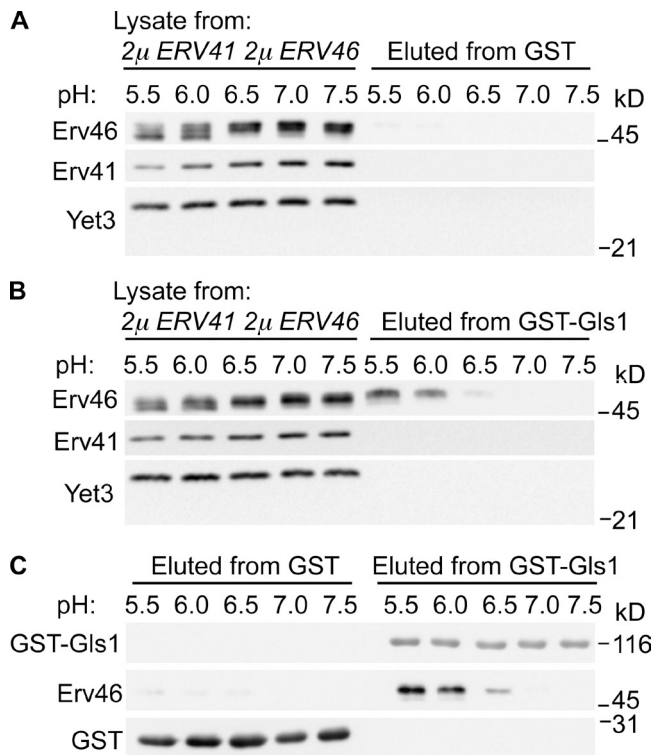 A
Lysate from:
2μ ERV41 2μ ERV46 Eluted from GST
pH: 5.5 6.0 6.5 7.0 7.5 5.5 6.0 6.5 7.0 7.5 kD
Erv46
–45
Erv41
Yet3
–21
B
Lysate from:
2μ ERV41 2μ ERV46 Eluted from GST-Gls1
pH: 5.5 6.0 6.5 7.0 7.5 5.5 6.0 6.5 7.0 7.5 kD
Erv46
–45
Erv41
Yet3
–21
C
Eluted from GST Eluted from GST-Gls1
pH: 5.5 6.0 6.5 7.0 7.5 5.5 6.0 6.5 7.0 7.5 kD
GST-Gls1 –116
Erv46
–45
–31
GST